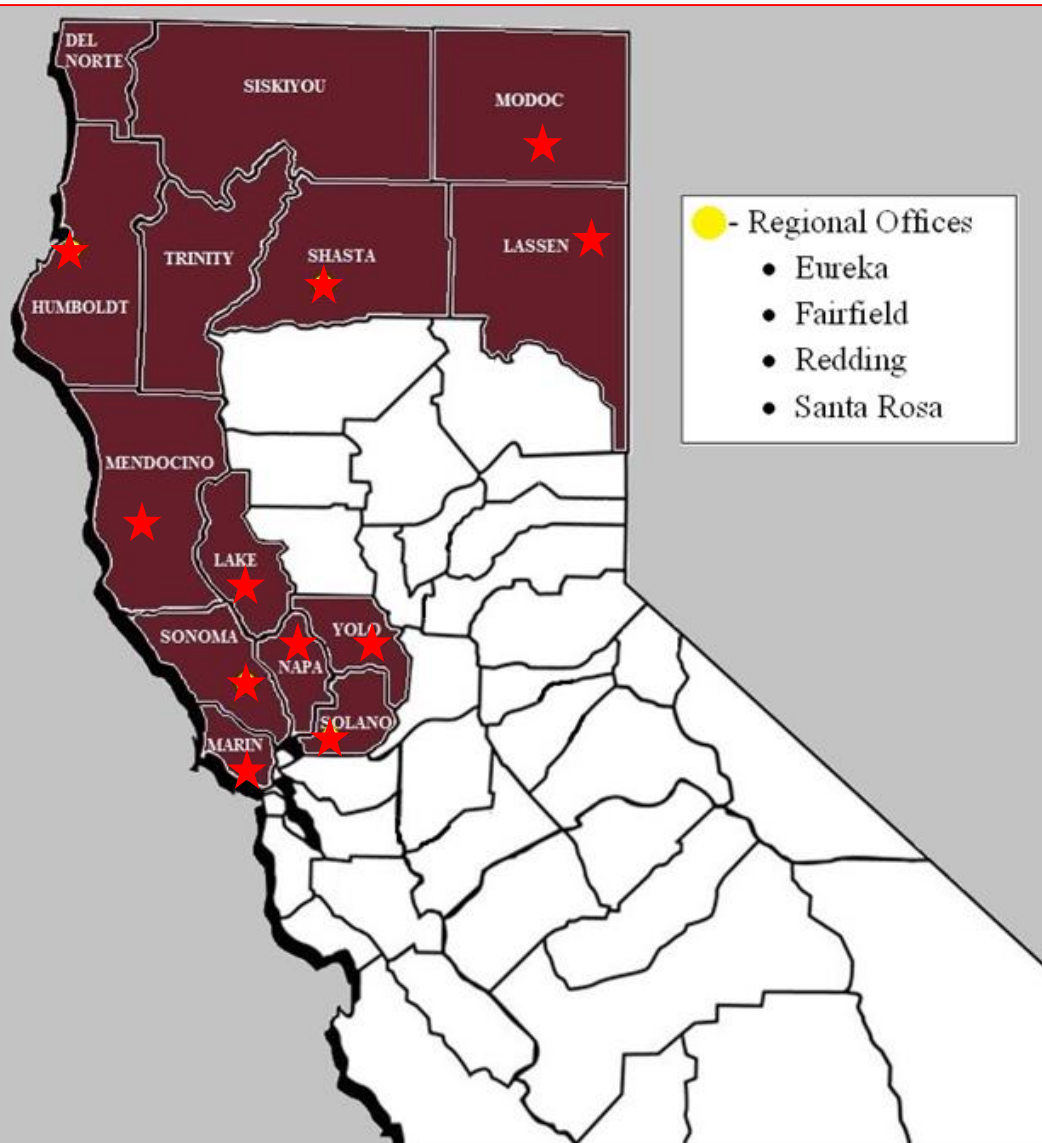 DEL
NORTE
SISKIYOU
MODOC
- Regional Offices
• Eureka
• Fairfield
• Redding
• Santa Rosa
TRINITY
SHASTA
LASSEN
HUMBOLDT
MENDOCINO
LAKE
SONOMA
YOLO
NAPA
SOLANO
MARIN